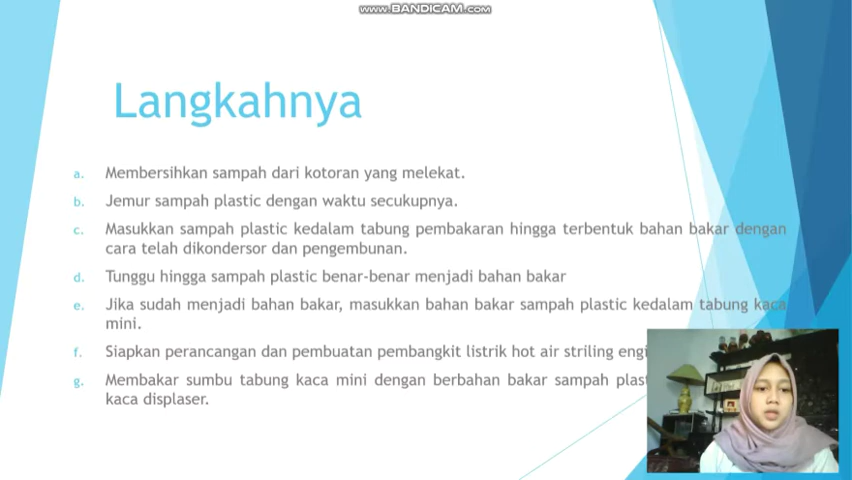 www.BANDICAM.com
Langkahnya
a. Membersihkan sampah dari kotoran yang melekat.
b. Jemur sampah plastic dengan waktu secukupnya.
c. Masukkan sampah plastic kedalam tabung pembakaran hingga terbentuk bahan bakar dengan
cara telah dikondersor dan pengembunan.
d. Tunggu hingga sampah plastic benar-benar menjadi bahan bakar
e. Jika sudah menjadi bahan bakar, masukkan bahan bakar sampah plastic kedalam tabung kaca
mini.
f. Siapkan perancangan dan pembuatan pembangkit listrik hot air striling
g. Membakar sumbu tabung kaca mini dengan berbahan bakar sampah
kaca displaser.